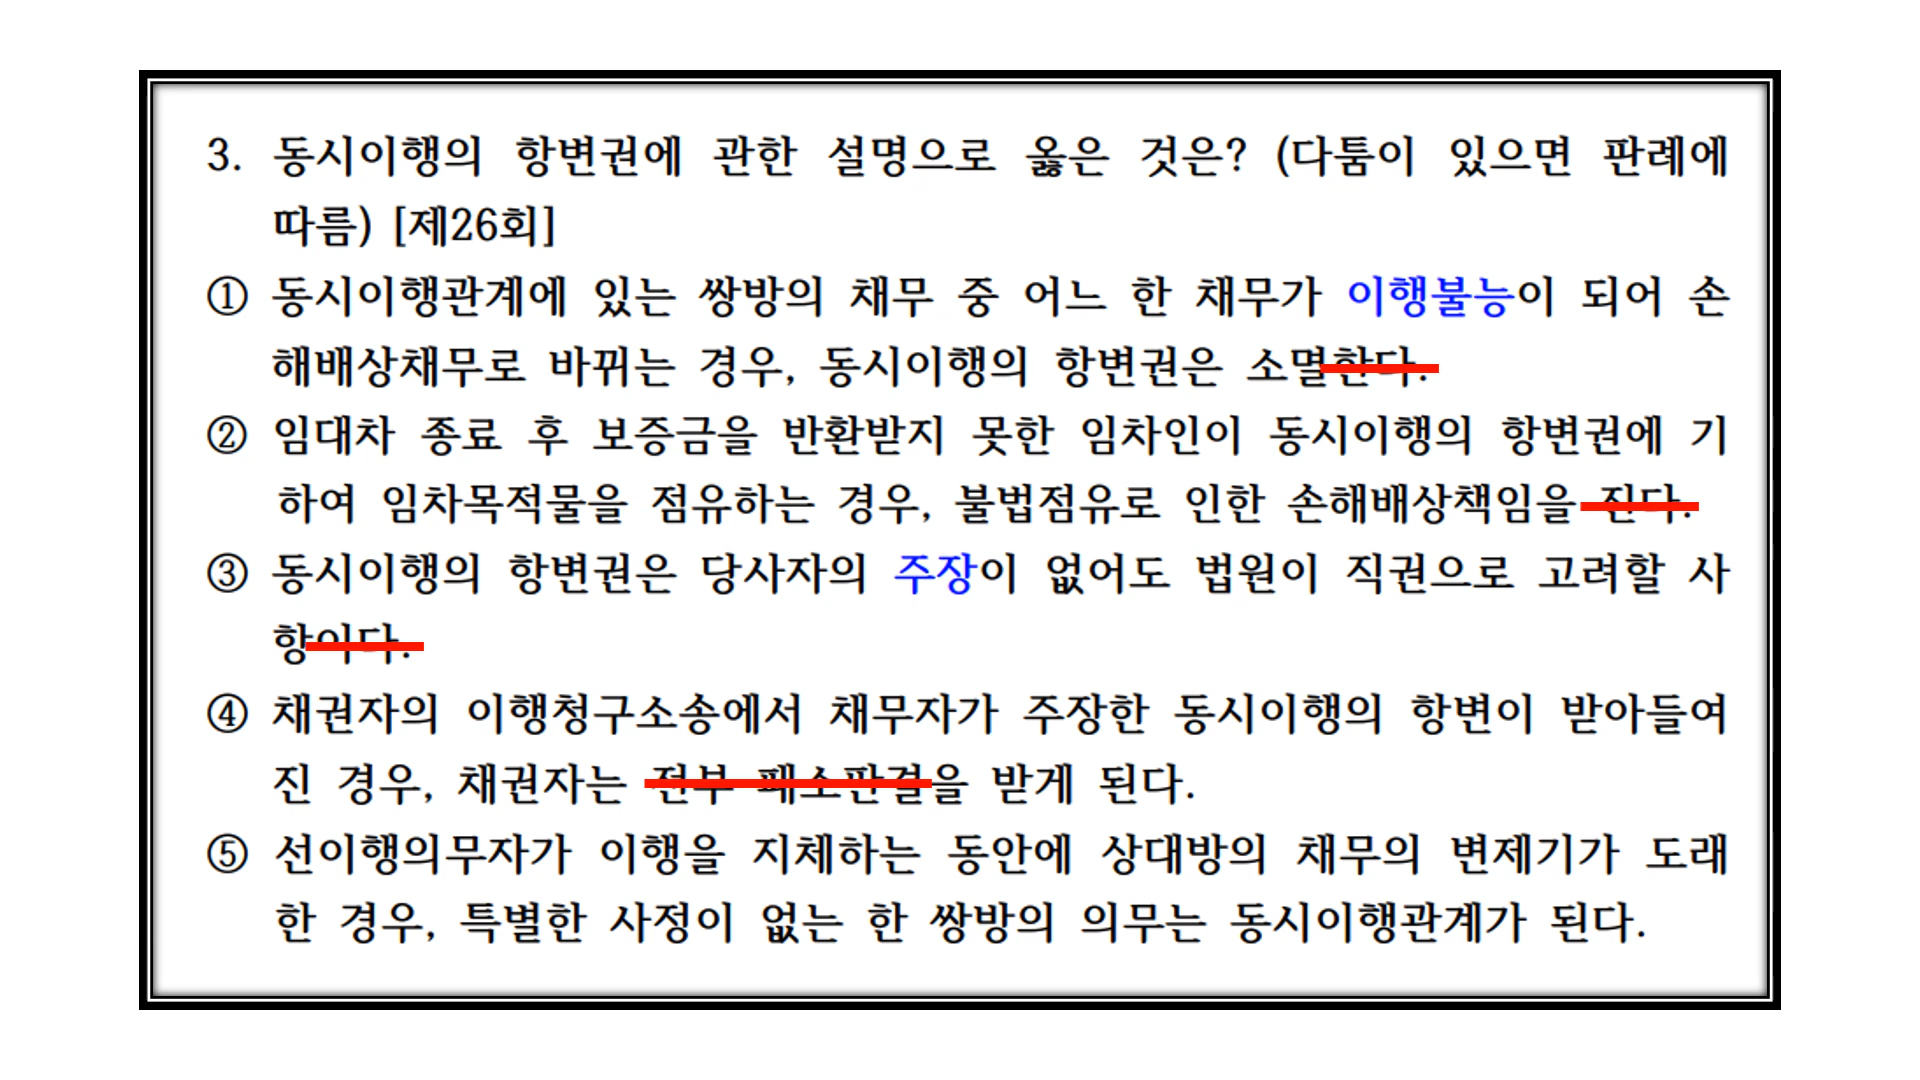 3. 동시이행의 항변권에 관한 설명으로 옳은 것은? (다툼이 있으면 판례에
따름) [제26회]
① 동시이행관계에 있는 쌍방의 채무 중 어느 한 채무가 이행불능이 되어 손
해배상채무로 바뀌는 경우, 동시이행의 항변권은 소멸한다.
② 임대차 종료 후 보증금을 반환받지 못한 임차인이 동시이행의 항변권에 기
하여 임차목적물을 점유하는 경우, 불법점유로 인한 손해배상책임을 진다.
③ 동시이행의 항변권은 당사자의 주장이 없어도 법원이 직권으로 고려할 사
항이다.
④ 채권자의 이행청구소송에서 채무자가 주장한 동시이행의 항변이 받아들여
진 경우, 채권자는 전부 패소판결을 받게 된다.
⑤ 선이행의무자가 이행을 지체하는 동안에 상대방의 채무의 변제기가 도래
한 경우, 특별한 사정이 없는 한 쌍방의 의무는 동시이행관계가 된다.